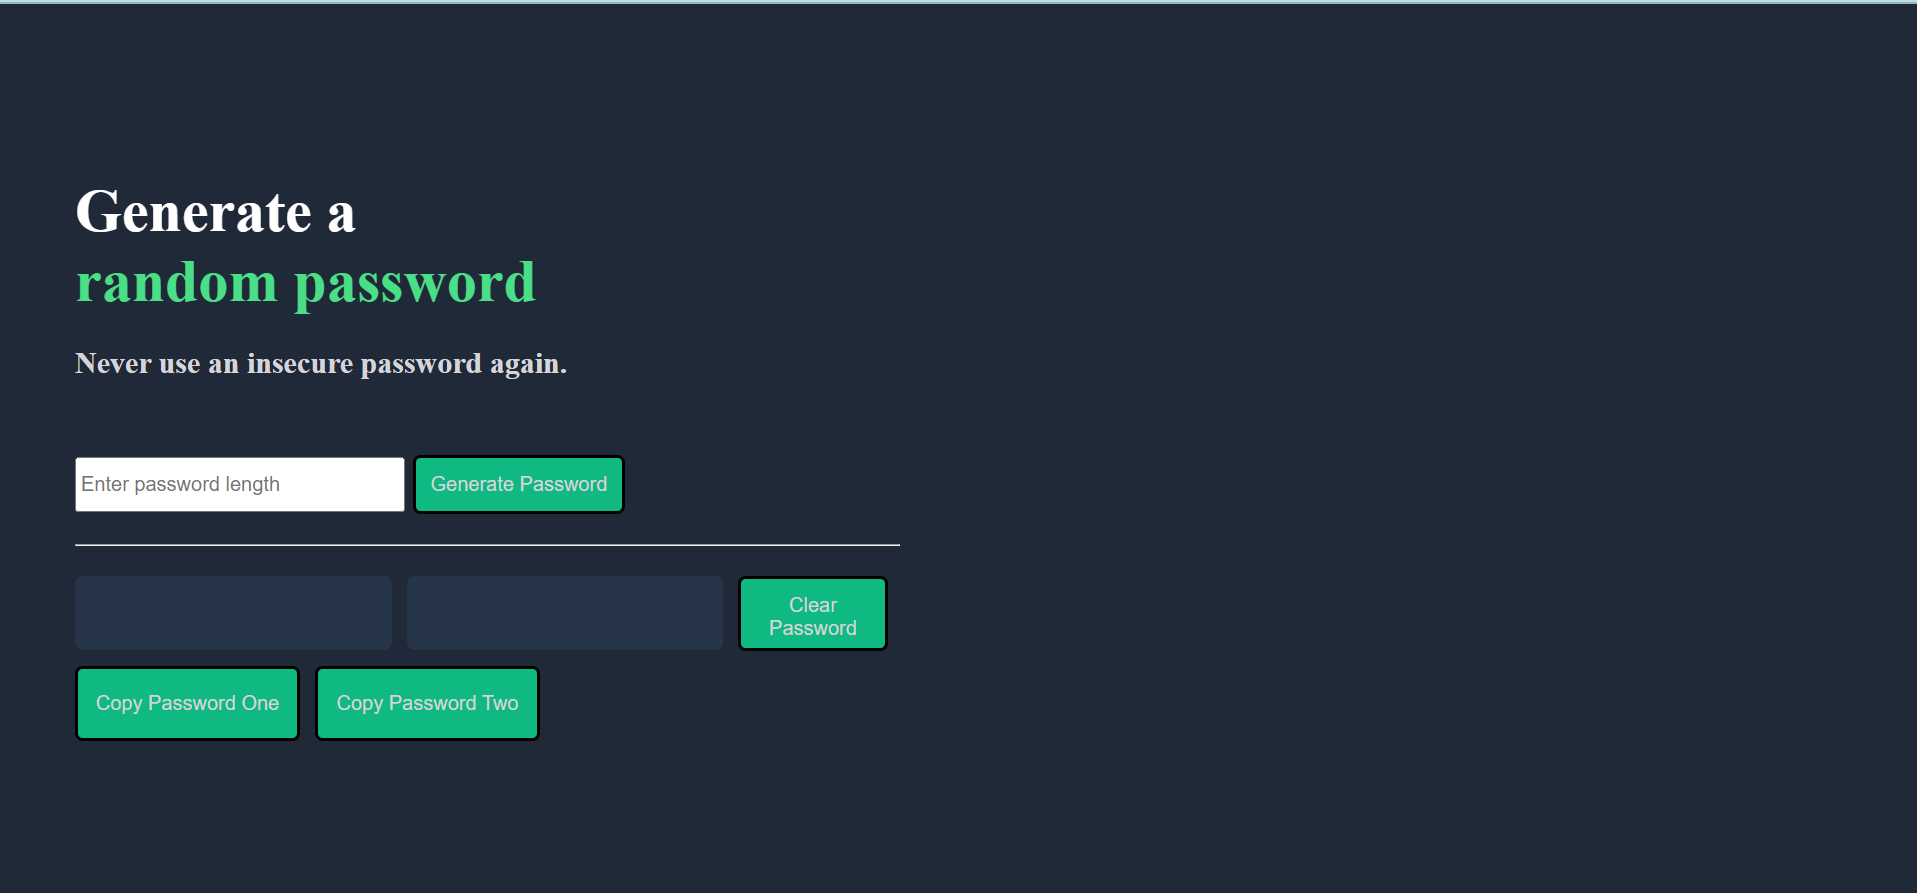 Generate a
random password
Never use an insecure password again.
Enter password length
Generate Password
Clear
Password
Copy Password One
Copy Password Two